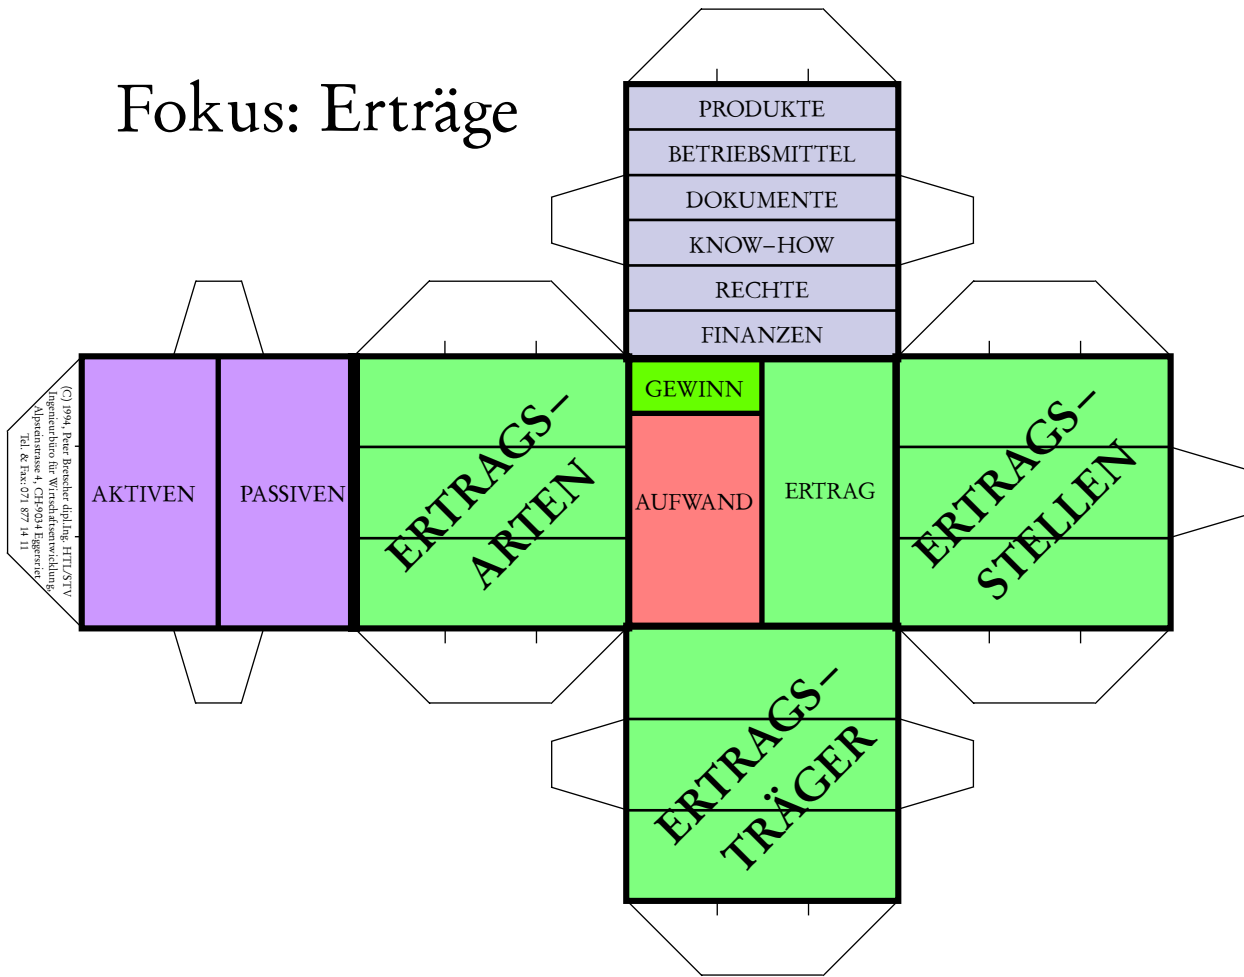 Fokus: Erträge
PRODUKTE
BETRIEBSMITTEL
DOKUMENTE
KNOW–HOW
RECHTE
FINANZEN
(C) 1994, Peter Bretscher dipl.Ing. HTL/STV
Ingenieurbüro für Wirtschaftsentwicklung,
Alpsteinstrasse 4, CH-9034 Eggersriet
Tel. & Fax: 071 877 14 11
AKTIVEN
PASSIVEN
ERTRAGS–
ARTEN
GEWINN
AUFWAND
ERTRAG
ERTRAGS–
STELLEN
ERTRAGS–
TRÄGER